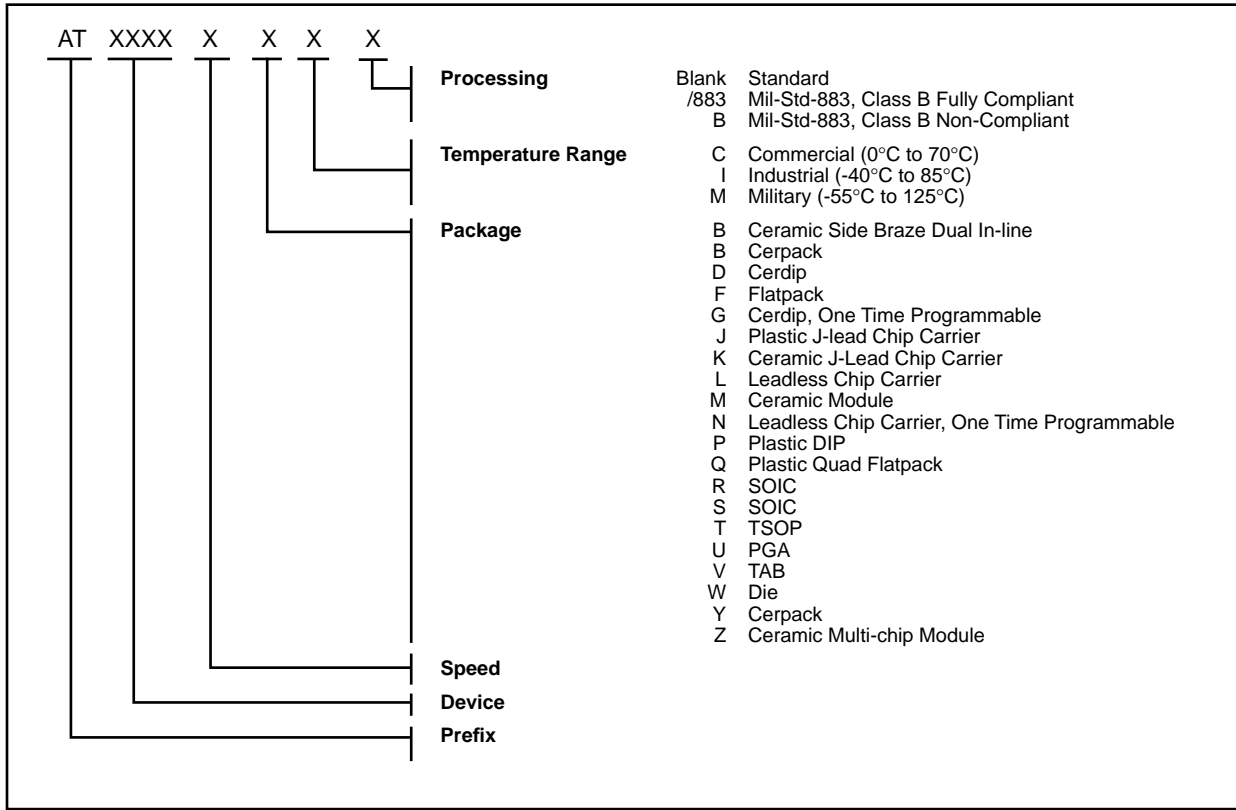 AT XXXX X X X X
Processing Blank Standard
/883 Mil-Std-883, Class B Fully Compliant
B Mil-Std-883, Class B Non-Compliant
Temperature Range C Commercial (0°C to 70°C)
I Industrial (-40°C to 85°C)
M Military (-55°C to 125°C)
Package B Ceramic Side Braze Dual In-line
B Cerpack
D Cerdip
F Flatpack
G Cerdip, One Time Programmable
J Plastic J-lead Chip Carrier
K Ceramic J-Lead Chip Carrier
L Leadless Chip Carrier
M Ceramic Module
N Leadless Chip Carrier, One Time Programmable
P Plastic DIP
Q Plastic Quad Flatpack
R SOIC
S SOIC
T TSOP
U PGA
V TAB
W Die
Y Cerpack
Z Ceramic Multi-chip Module
Speed
Device
Prefix